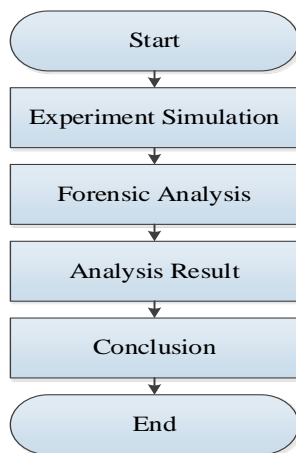 Start
Experiment Simulation
Forensic Analysis
Analysis Result
Conclusion
End